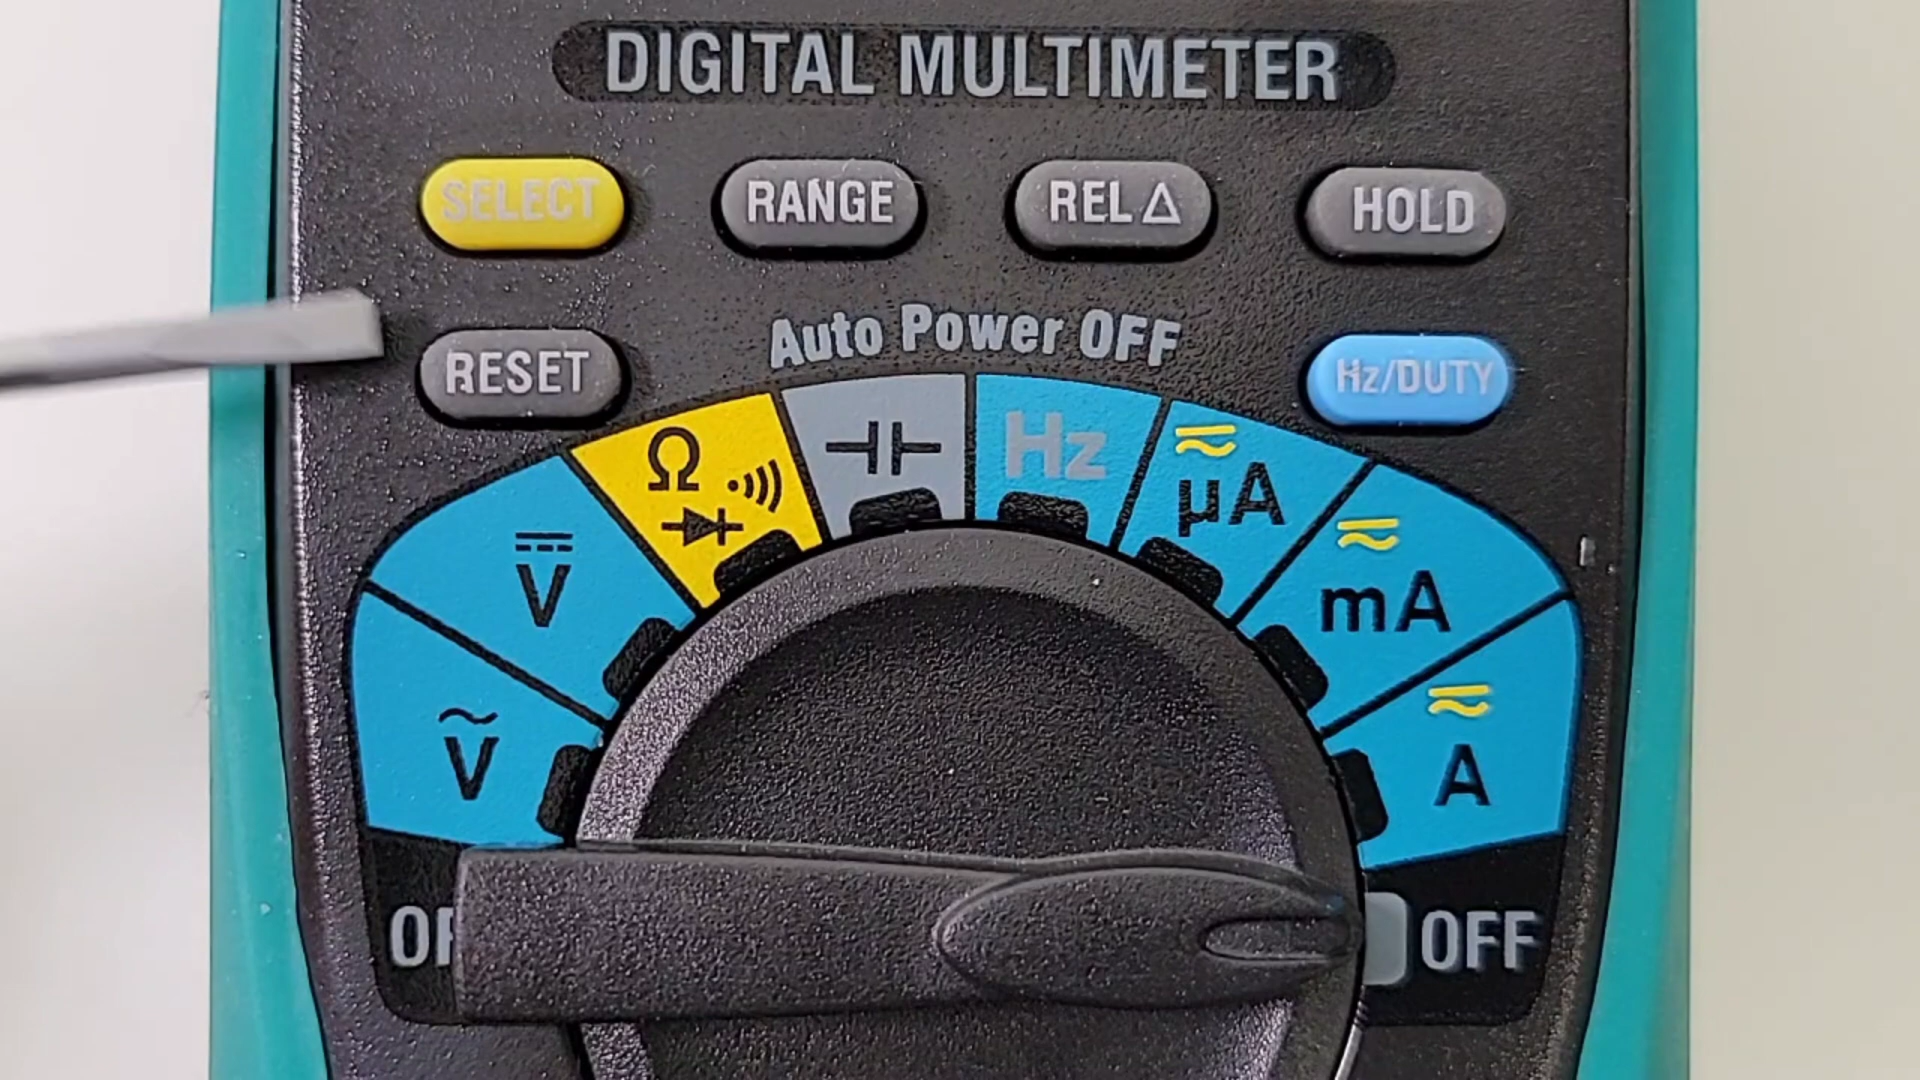 DIGITAL MULTIMETER
SELECT
RANGE
REL Δ
HOLD
RESET
Auto Power OFF
Hz/DUTY
Ω
Hz
µA
V
mA
V
A
OFF